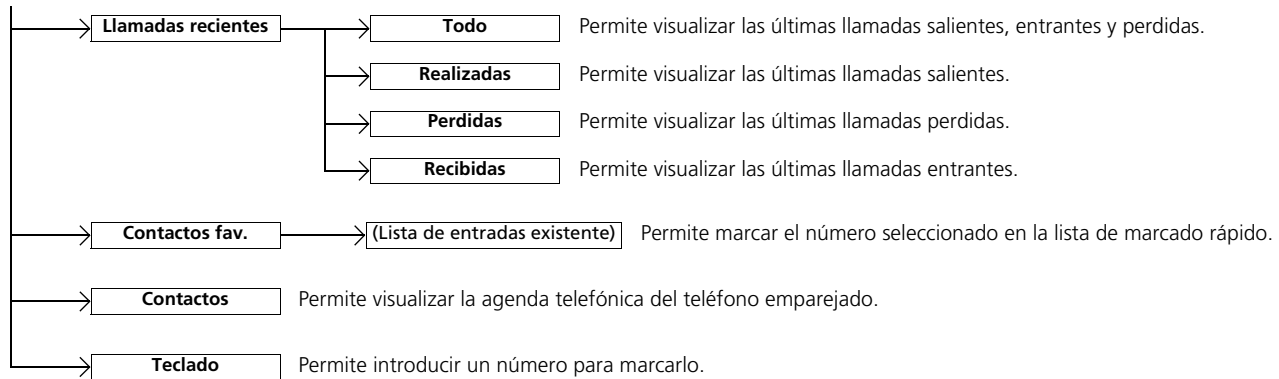 Llamadas recientes Todo Permite visualizar las últimas llamadas salientes, entrantes y perdidas.
Realizadas Permite visualizar las últimas llamadas salientes.
Perdidas Permite visualizar las últimas llamadas perdidas.
Recibidas Permite visualizar las últimas llamadas entrantes.
Contactos fav. (Lista de entradas existente) Permite marcar el número seleccionado en la lista de marcado rápido.
Contactos Permite visualizar la agenda telefónica del teléfono emparejado.
Teclado Permite introducir un número para marcarlo.